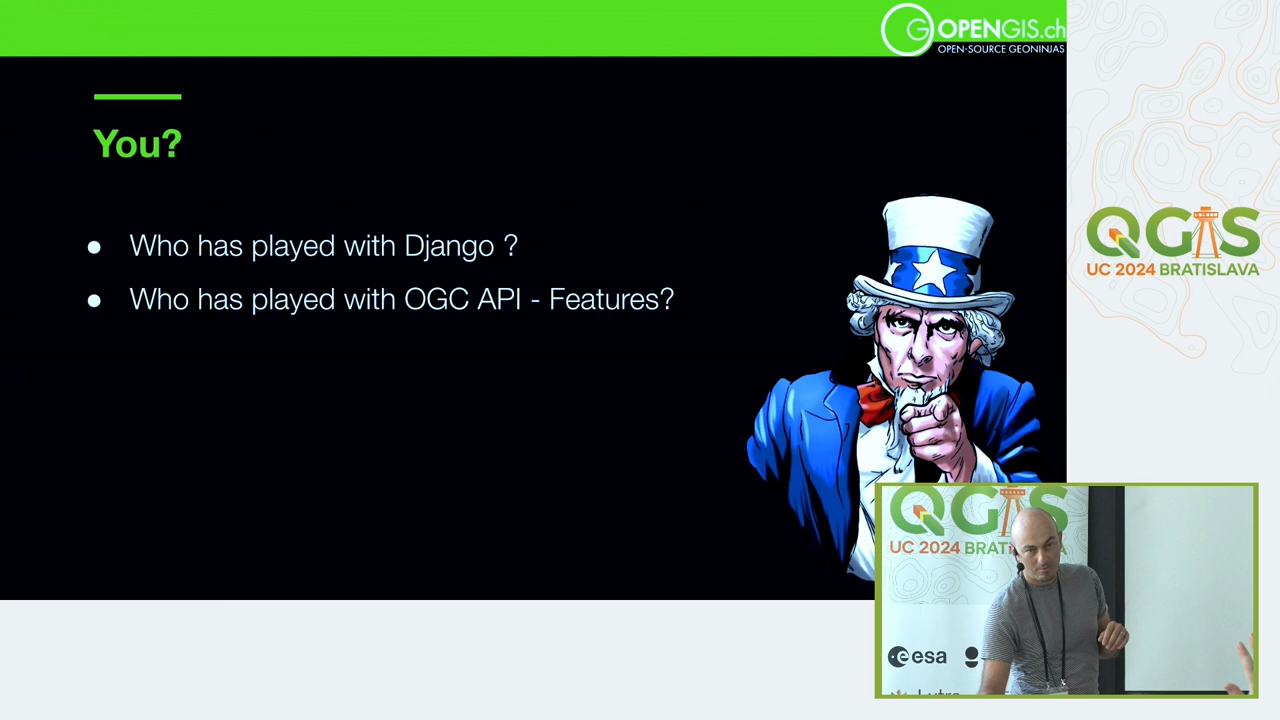 OPENGIS.ch
OPEN-SOURCE GEONINJAS
You?
● Who has played with Django ?
● Who has played with OGC API - Features?
QGIS
UC 2024 BRATISLAVA
QGIS
UC 2024
esa